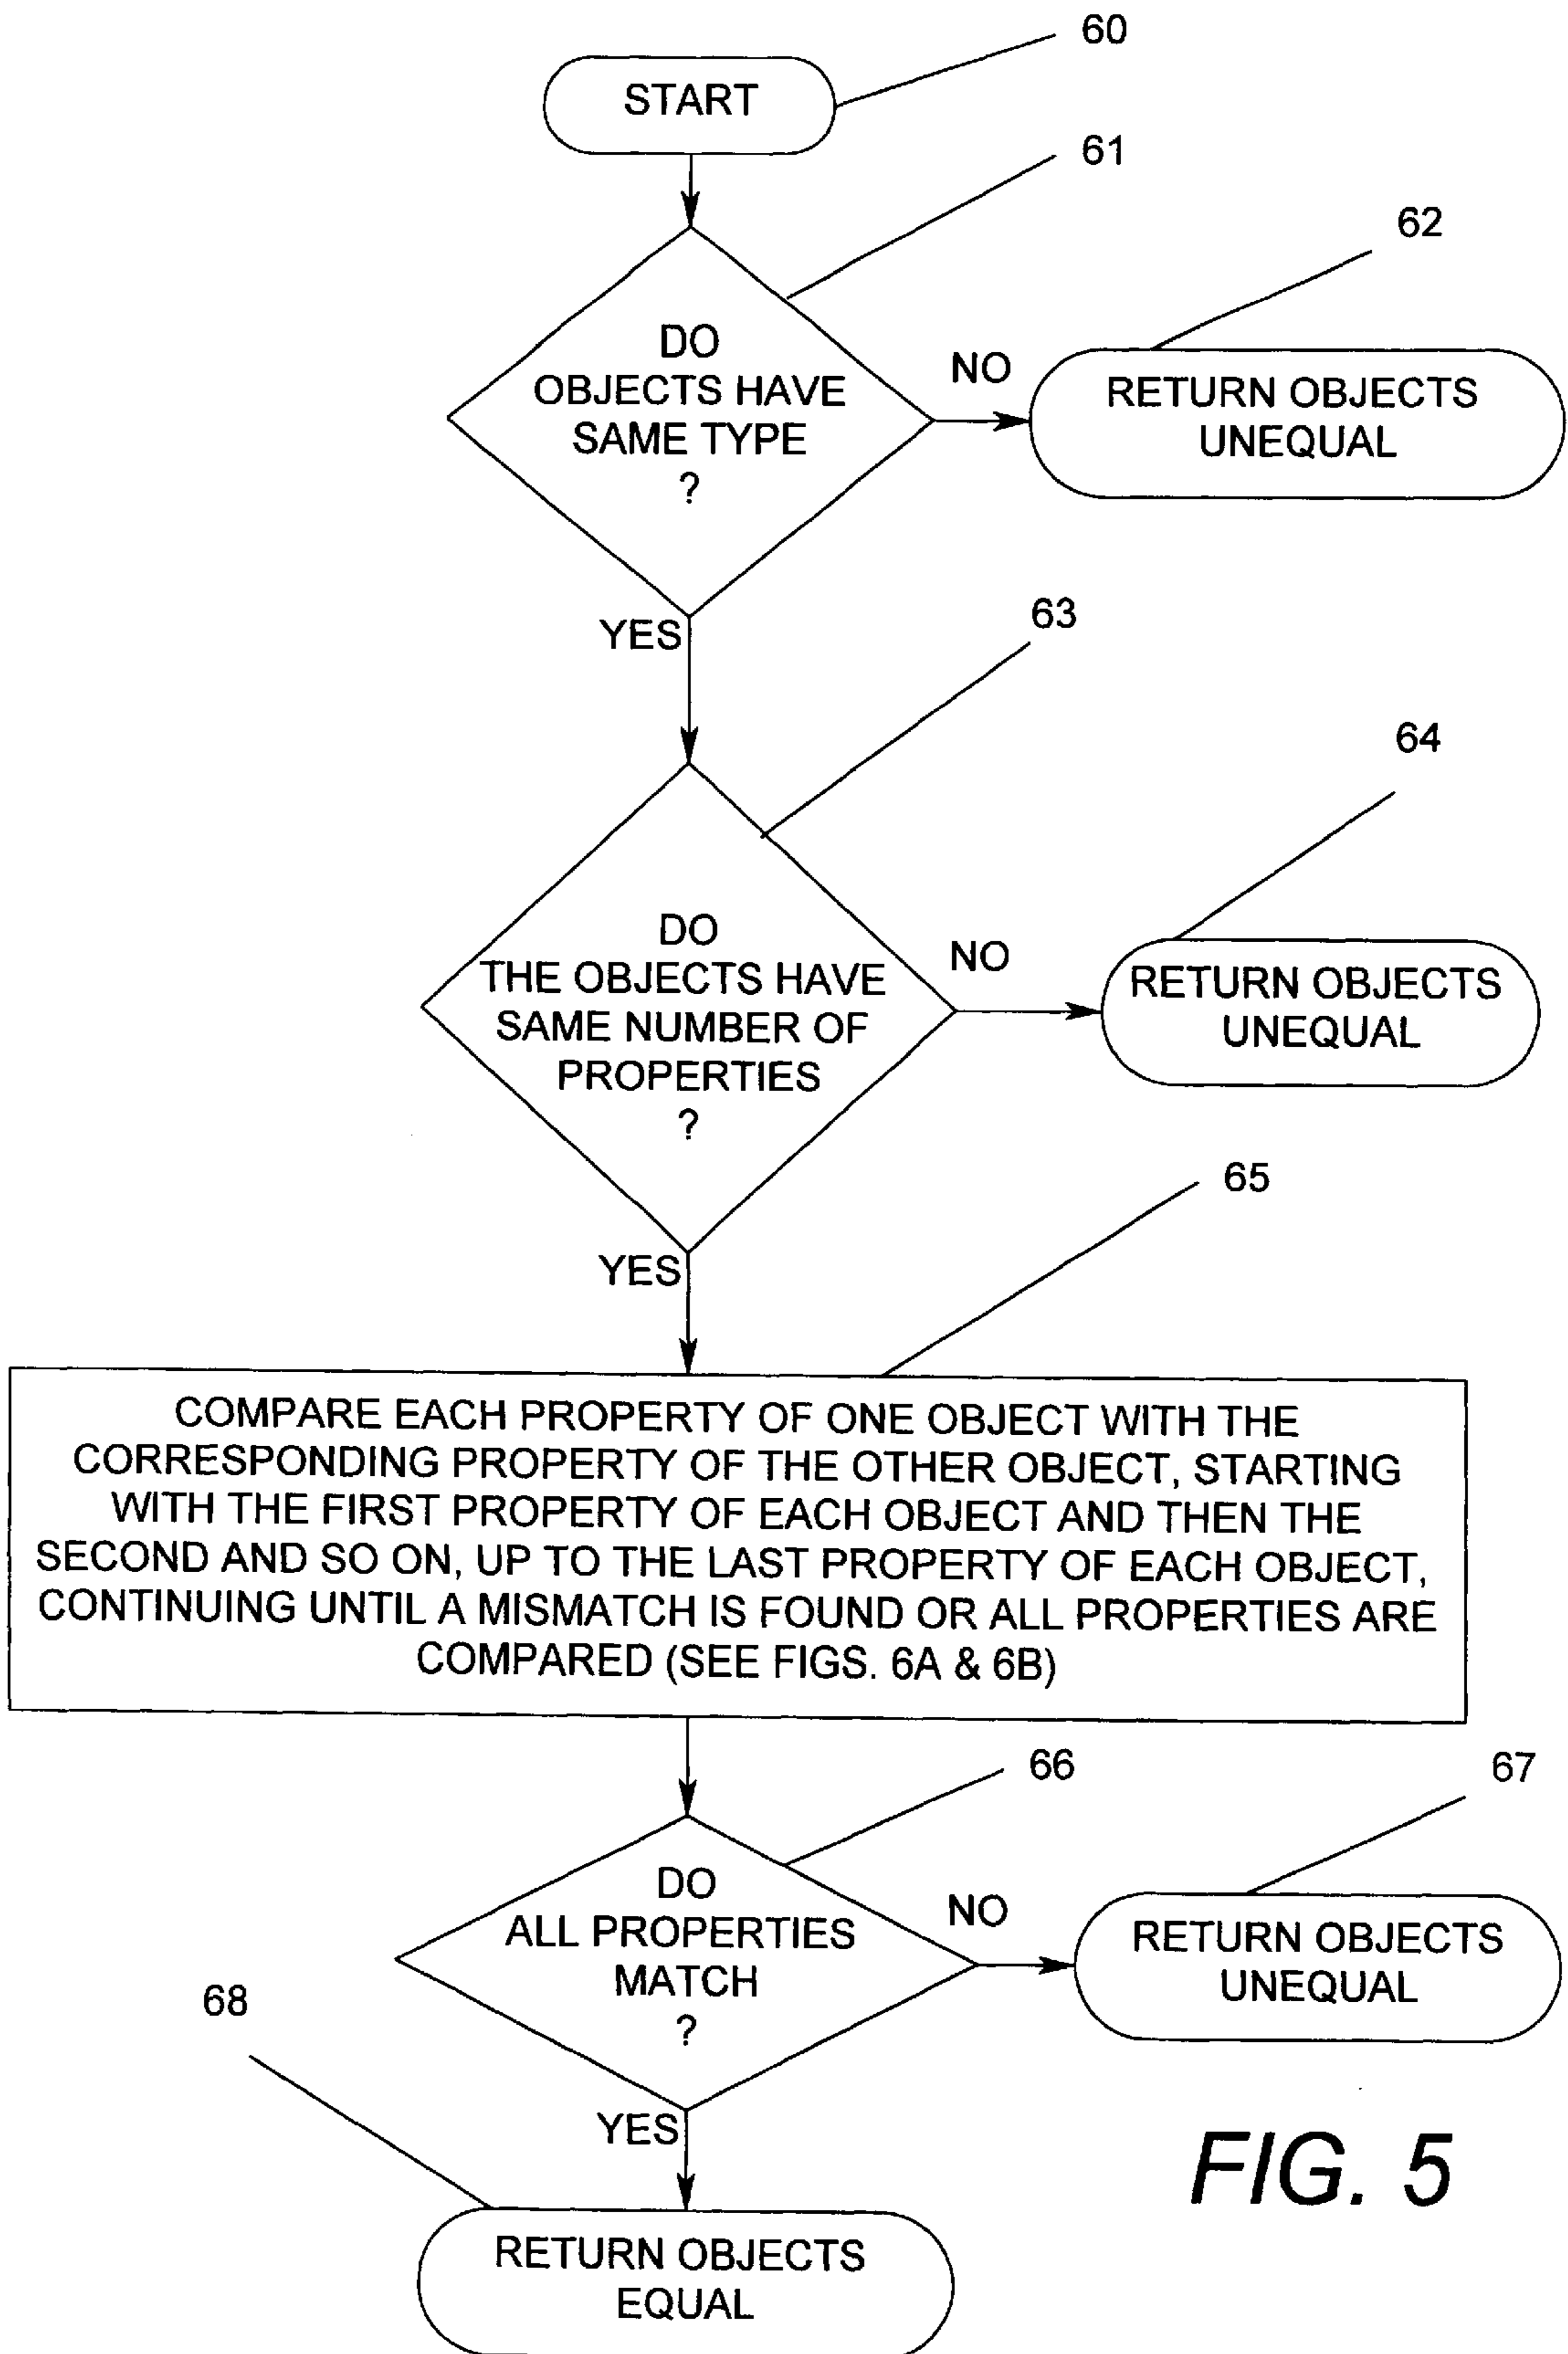 60
START
61
62
DO
OBJECTS HAVE
SAME TYPE
?
NO
RETURN OBJECTS
UNEQUAL
YES
63
64
DO
THE OBJECTS HAVE
SAME NUMBER OF
PROPERTIES
?
NO
RETURN OBJECTS
UNEQUAL
65
YES
COMPARE EACH PROPERTY OF ONE OBJECT WITH THE
CORRESPONDING PROPERTY OF THE OTHER OBJECT, STARTING
WITH THE FIRST PROPERTY OF EACH OBJECT AND THEN THE
SECOND AND SO ON, UP TO THE LAST PROPERTY OF EACH OBJECT,
CONTINUING UNTIL A MISMATCH IS FOUND OR ALL PROPERTIES ARE
COMPARED (SEE FIGS. 6A & 6B)
66
67
DO
ALL PROPERTIES
MATCH
?
NO
RETURN OBJECTS
UNEQUAL
68
YES
RETURN OBJECTS
EQUAL
FIG. 5